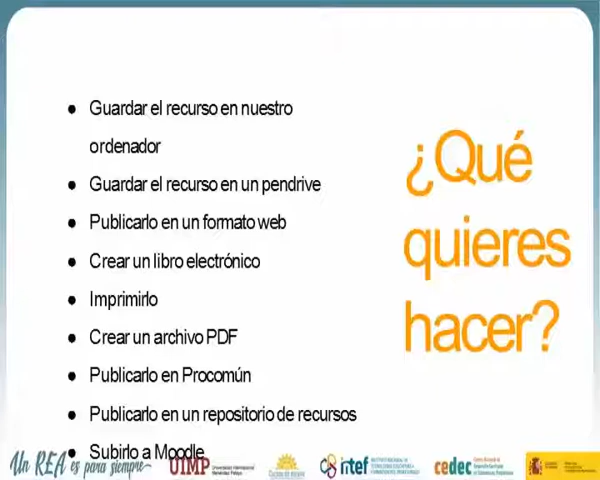 ● Guardar el recurso en nuestro
ordenador
● Guardar el recurso en un pendrive
● Publicarlo en un formato web
● Crear un libro electrónico
● Imprimirlo
● Crear un archivo PDF
● Publicarlo en Procomún
● Publicarlo en un repositorio de recursos
● Subirlo a Moodle
¿Qué
quieres
hacer?
Un REA es para siempre
UIMP
intef
cedec